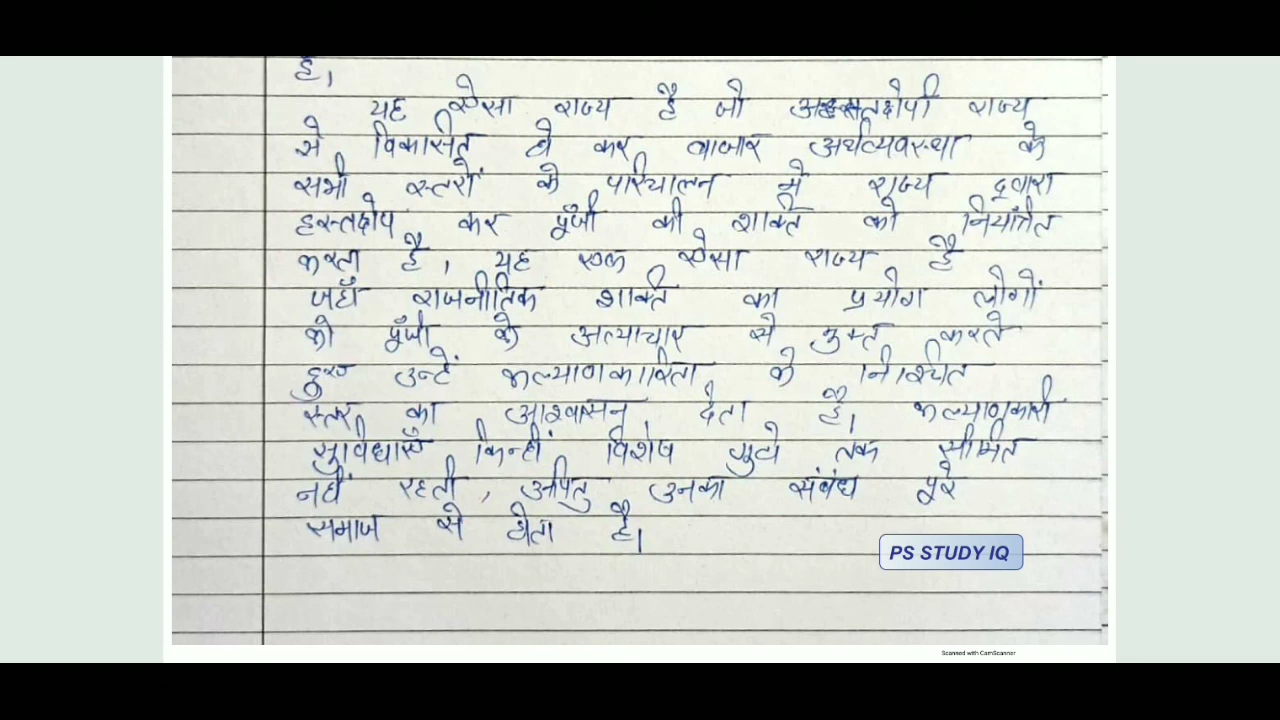 है।
यह ऐसा राज्य है जो अहस्तक्षेपी राज्य
से विकसित हो कर बाजार अर्थव्यवस्था के
सभी स्तरों के परिचालन में राज्य द्वारा
हस्तक्षेप कर पूँजी की शक्ति को नियंत्रित
करता है, यह एक ऐसा राज्य है
जहाँ राजनीतिक शक्ति का प्रयोग लोगों
को पूँजी के अत्याचार से मुक्त करते
हुए उन्हें कल्याणकारिता के निश्चित
स्तर का आश्वासन देता है। कल्याणकारी
सुविधाएँ किन्हीं विशेष गुटो तक सीमित
नहीं रहती, अपितु उनका संबंध पूरे
समाज से होता है।
PS STUDY IQ
Scanned with CamScanner